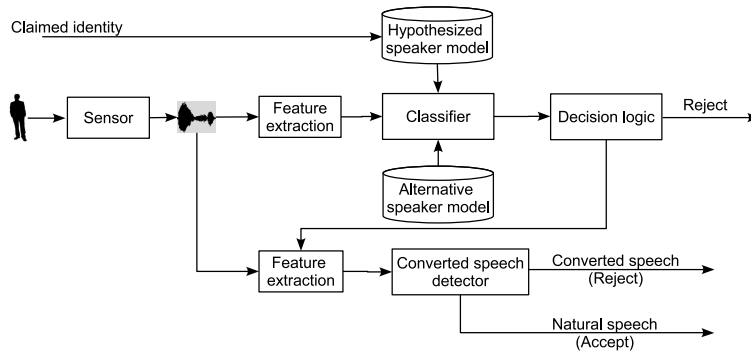 Claimed identity
Hypothesized
speaker model
Sensor
Feature
extraction
Classifier
Decision logic
Reject
Alternative
speaker model
Feature
extraction
Converted speech
detector
Converted speech
(Reject)
Natural speech
(Accept)